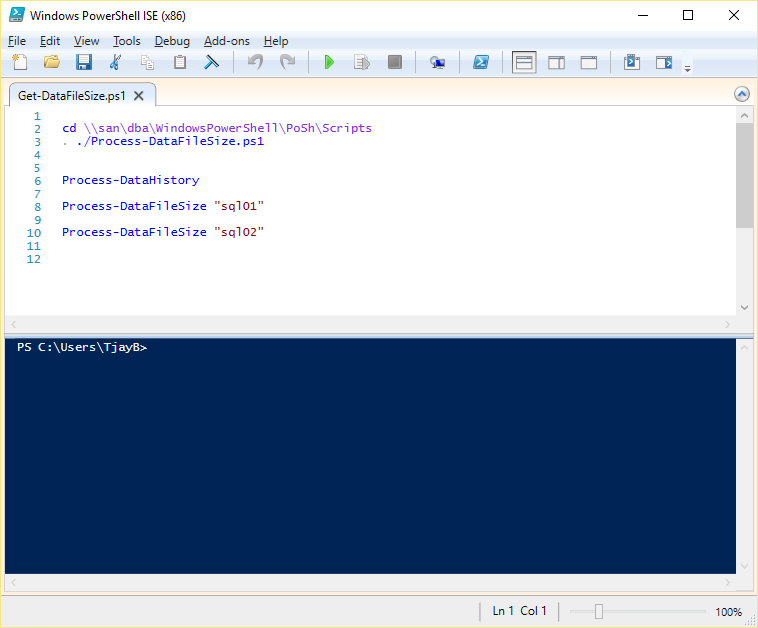 Windows PowerShell ISE (x86)
File Edit View Tools Debug Add-ons Help
Get-DataFileSize.ps1
1
2 cd \\san\dba\WindowsPowerShell\PoSh\Scripts
3 . ./Process-DataFileSize.ps1
4
5
6 Process-DataHistory
7
8 Process-DataFileSize "sql01"
9
10 Process-DataFileSize "sql02"
11
12
PS C:\Users\TjayB>
Ln 1 Col 1 100%